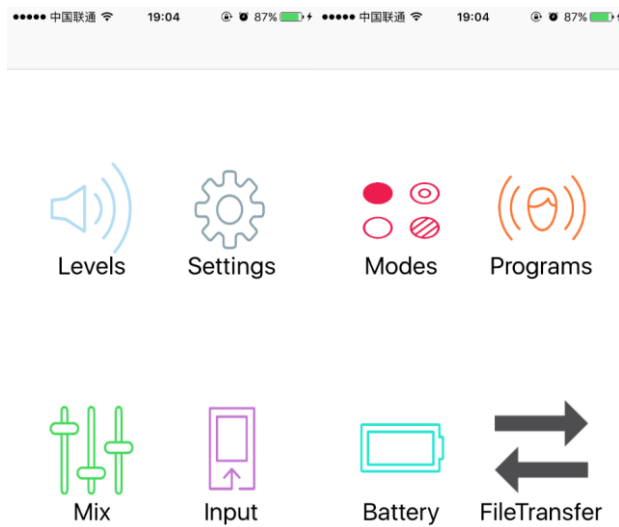 中国联通 19:04 87% 中国联通 19:04 87%
Levels Settings Modes Programs
Mix Input Battery FileTransfer